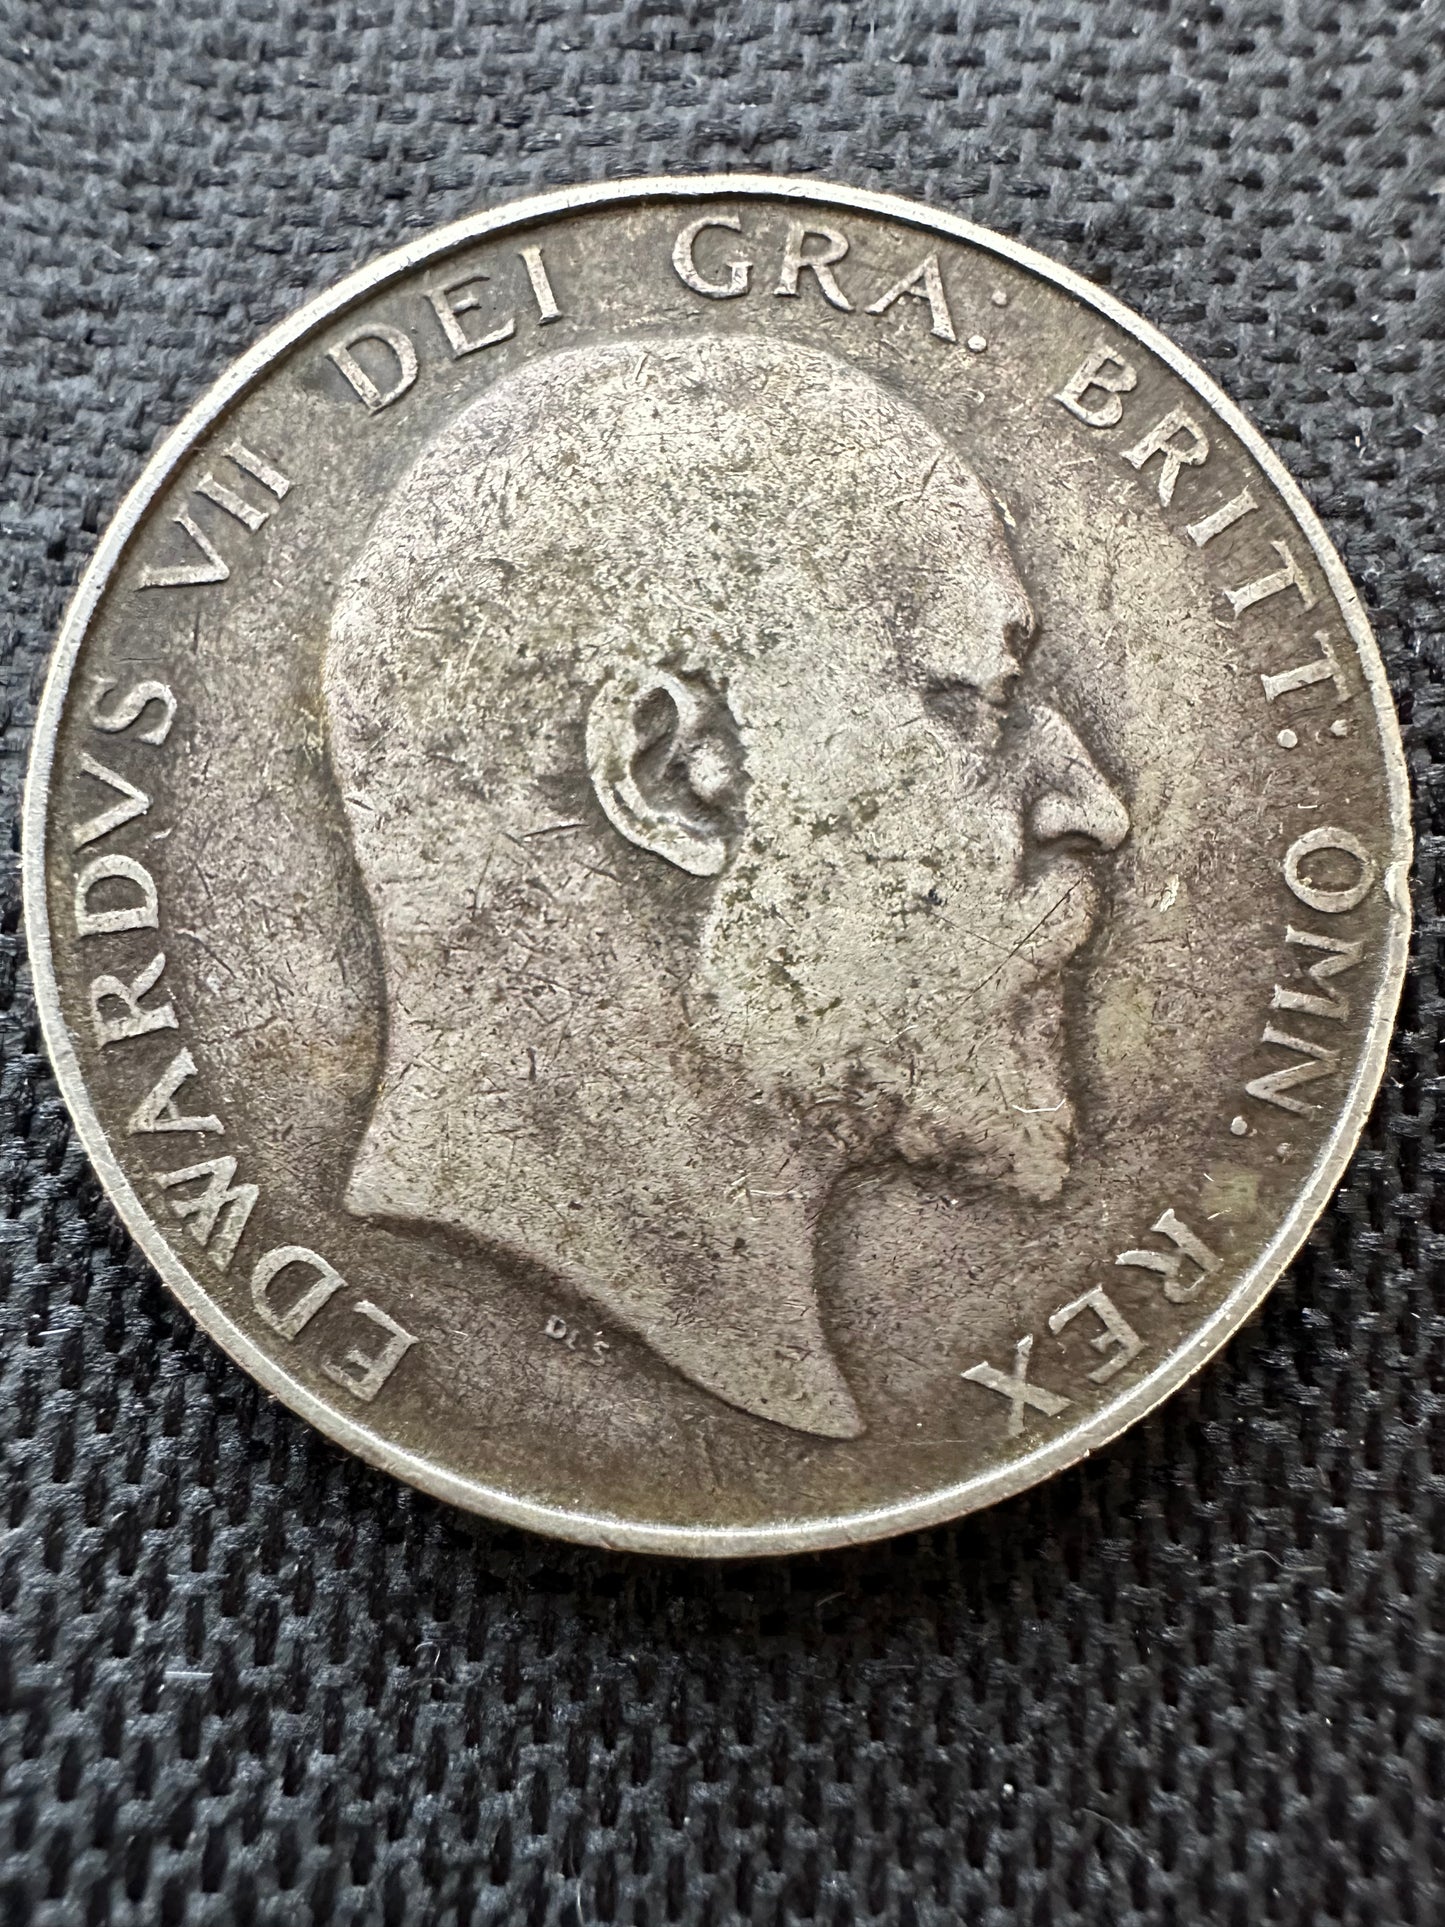 EDWARDVS VII DEI GRA: BRITT: OMN: REX
DES